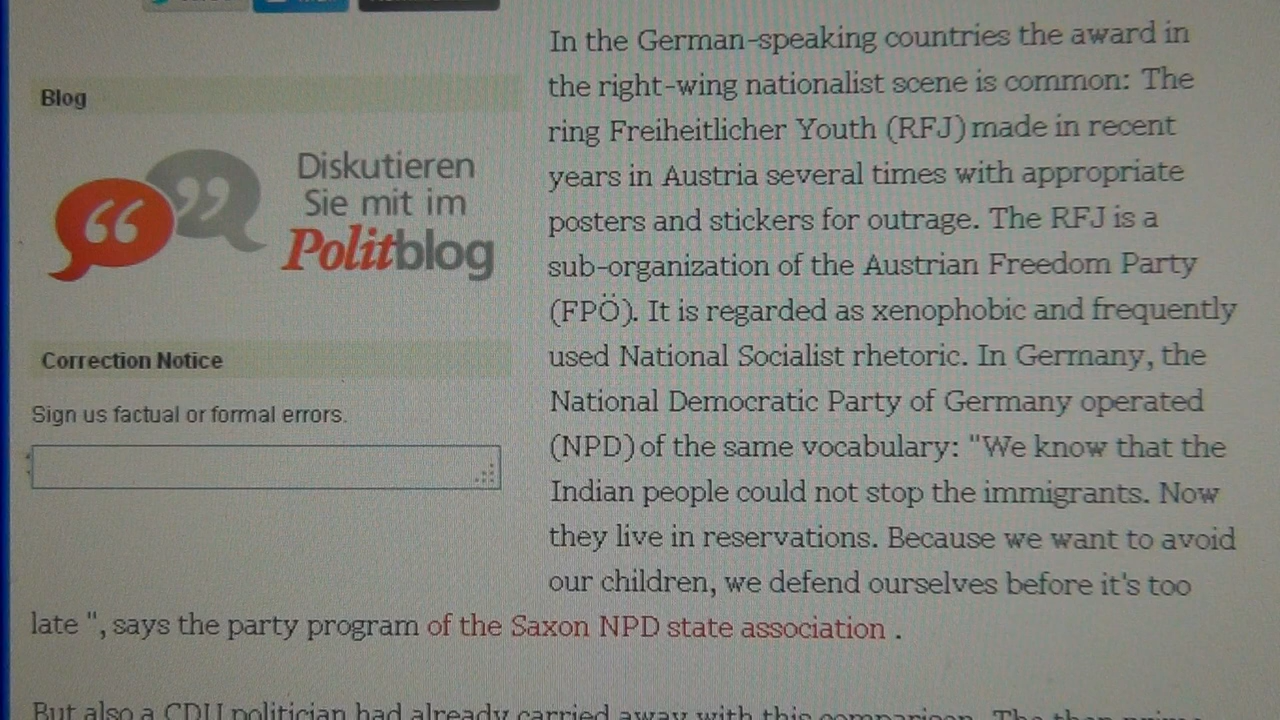 Blog
Diskutieren
Sie mit im
Politblog
Correction Notice
Sign us factual or formal errors.
In the German-speaking countries the award in
the right-wing nationalist scene is common: The
ring Freiheitlicher Youth (RFJ) made in recent
years in Austria several times with appropriate
posters and stickers for outrage. The RFJ is a
sub-organization of the Austrian Freedom Party
(FPÖ). It is regarded as xenophobic and frequently
used National Socialist rhetoric. In Germany, the
National Democratic Party of Germany operated
(NPD) of the same vocabulary: "We know that the
Indian people could not stop the immigrants. Now
they live in reservations. Because we want to avoid
our children, we defend ourselves before it's too
late ", says the party program of the Saxon NPD state association .
But also a CDU politician had already carried away with this comparison. The then